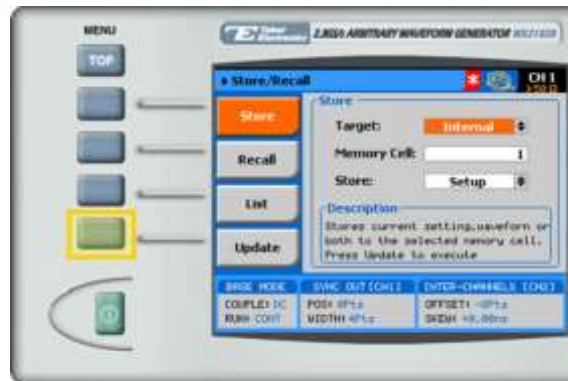 MENU
TOP
2.3GS/s ARBITRARY WAVEFORM GENERATOR
Store/Recall
CH 1
Store
Store
Target: Internal
Recall
Memory Cell: 1
Store: Setup
List
Description
Stores current setting,waveform or
both to the selected memory cell.
Update
Press Update to execute
BASE MODE
SYNC OUT [CH1]
INTER-CHANNELS [CH2]
COUPLE: DC
POS: 0Pts
OFFSET:
RUN: CONT
WIDTH: 4Pts
SKEW: